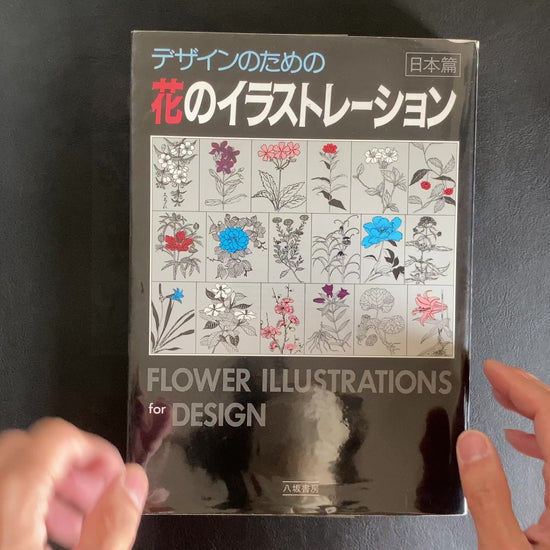 デザインのための
日本篇
花のイラストレーション
FLOWER ILLUSTRATIONS
for DESIGN
八坂書房